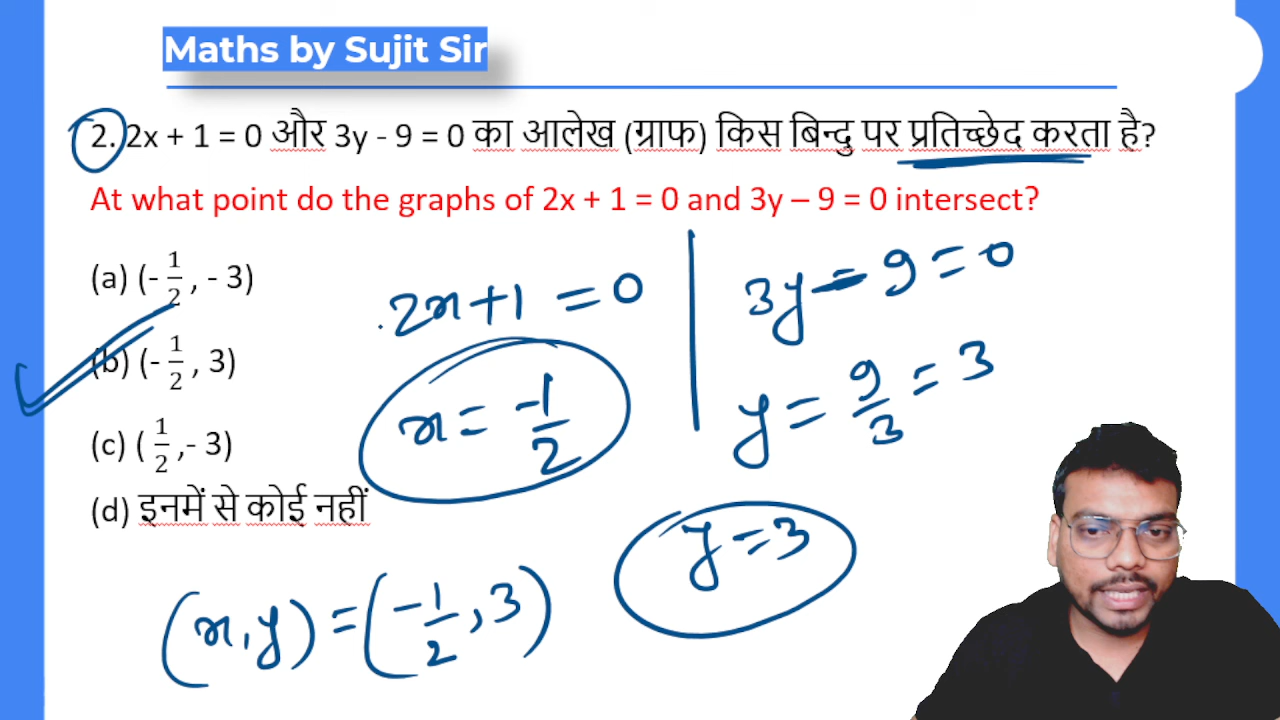 Maths by Sujit Sir
2. 2x + 1 = 0 और 3y - 9 = 0 का आलेख (ग्राफ) किस बिन्दु पर प्रतिच्छेद करता है?
At what point do the graphs of 2x + 1 = 0 and 3y – 9 = 0 intersect?
(a) (- 1/2 , - 3)
(b) (- 1/2 , 3)
(c) ( 1/2 ,- 3)
(d) इनमें से कोई नहीं
2x+1 = 0
x = -1/2
3y-9=0
y = 9/3 = 3
y=3
(x,y) = (-1/2, 3)